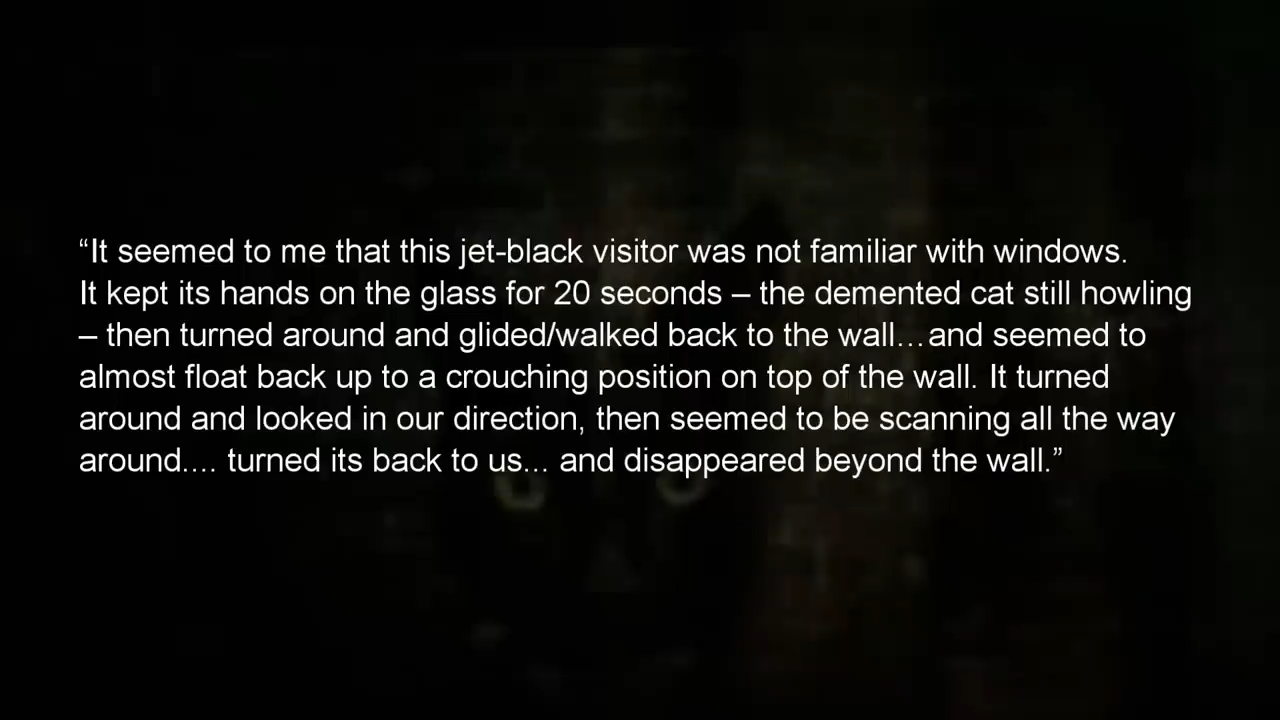 “It seemed to me that this jet-black visitor was not familiar with windows.
It kept its hands on the glass for 20 seconds – the demented cat still howling
– then turned around and glided/walked back to the wall…and seemed to
almost float back up to a crouching position on top of the wall. It turned
around and looked in our direction, then seemed to be scanning all the way
around.... turned its back to us... and disappeared beyond the wall.”